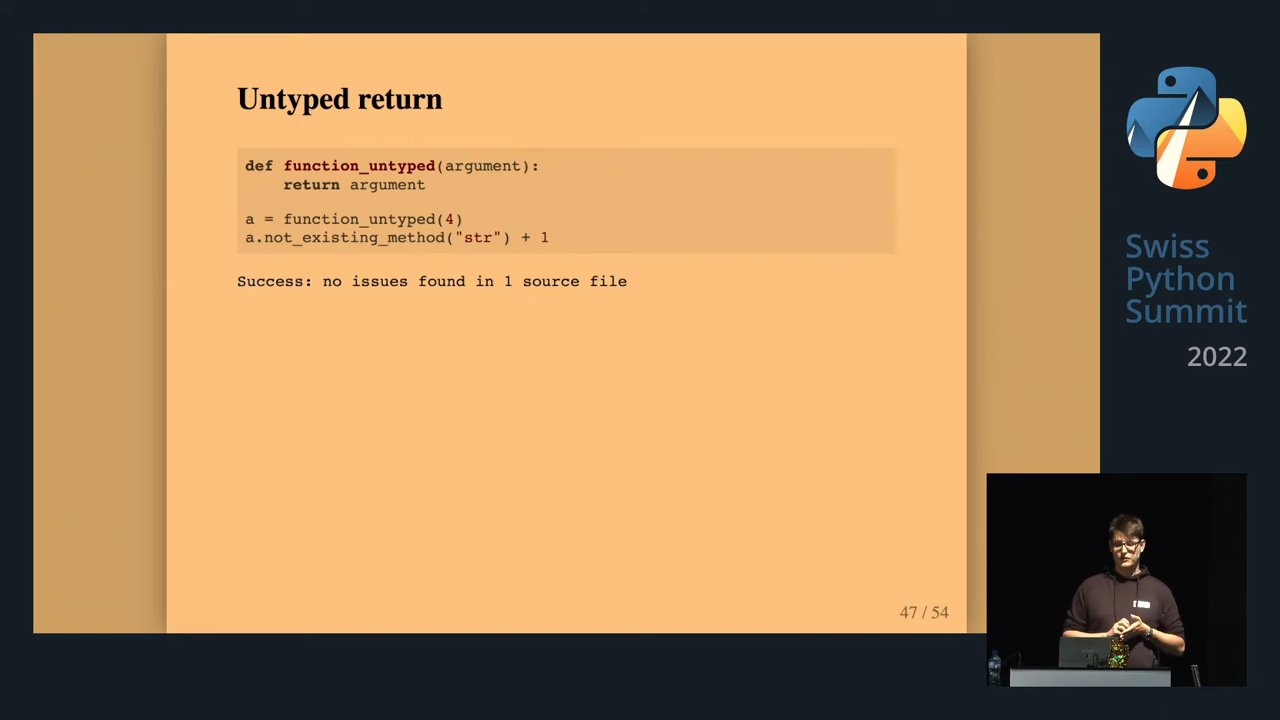 Untyped return
def function_untyped(argument):
    return argument
a = function_untyped(4)
a.not_existing_method("str") + 1
Success: no issues found in 1 source file
47 / 54
Swiss
Python
Summit
2022